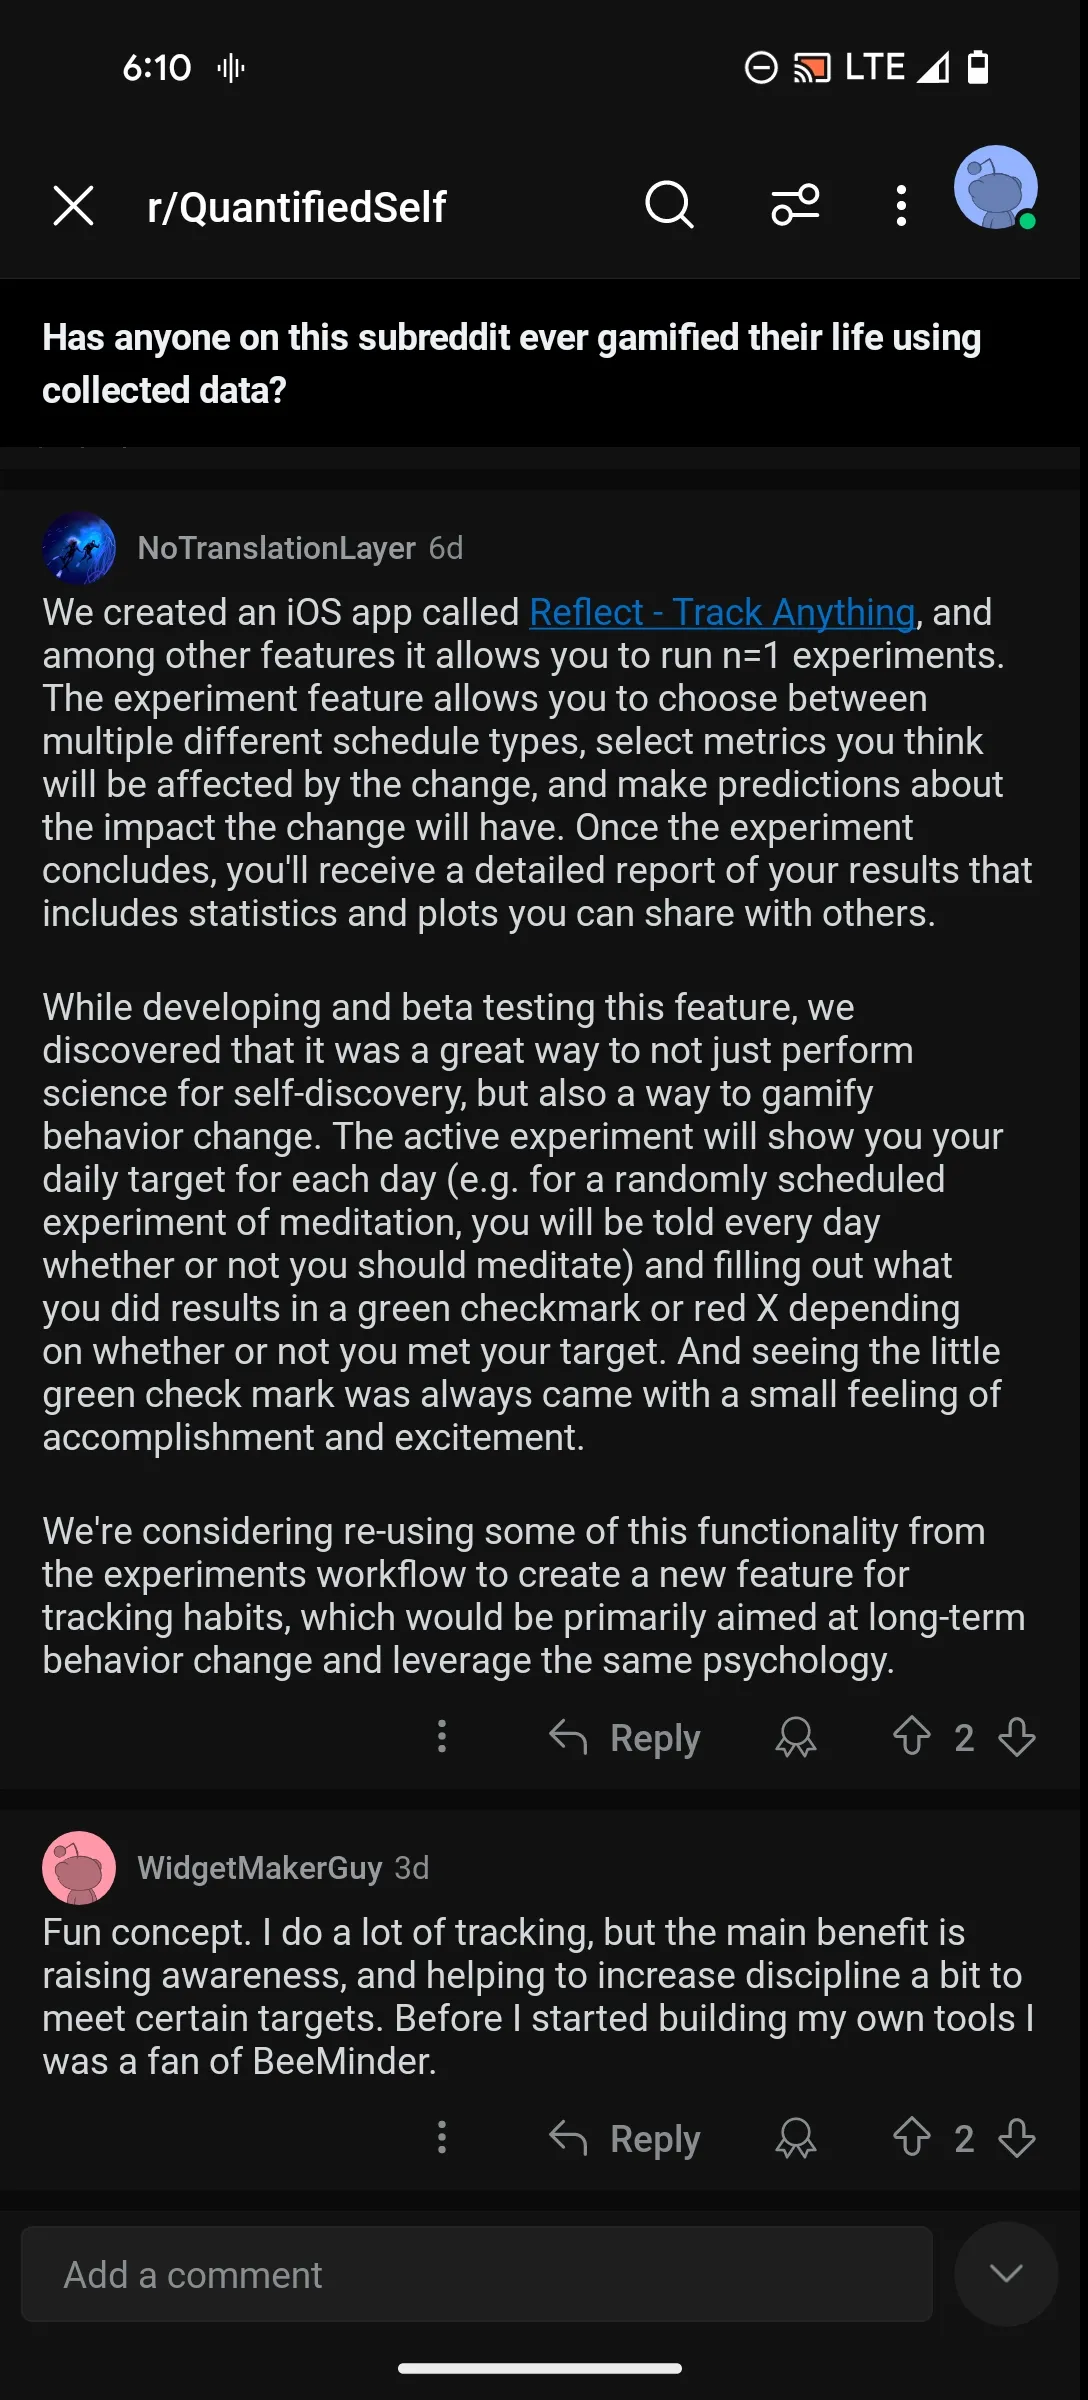 6:10
LTE
r/QuantifiedSelf
Has anyone on this subreddit ever gamified their life using
collected data?
NoTranslationLayer 6d
We created an iOS app called Reflect - Track Anything, and
among other features it allows you to run n=1 experiments.
The experiment feature allows you to choose between
multiple different schedule types, select metrics you think
will be affected by the change, and make predictions about
the impact the change will have. Once the experiment
concludes, you'll receive a detailed report of your results that
includes statistics and plots you can share with others.
While developing and beta testing this feature, we
discovered that it was a great way to not just perform
science for self-discovery, but also a way to gamify
behavior change. The active experiment will show you your
daily target for each day (e.g. for a randomly scheduled
experiment of meditation, you will be told every day
whether or not you should meditate) and filling out what
you did results in a green checkmark or red X depending
on whether or not you met your target. And seeing the little
green check mark was always came with a small feeling of
accomplishment and excitement.
We're considering re-using some of this functionality from
the experiments workflow to create a new feature for
tracking habits, which would be primarily aimed at long-term
behavior change and leverage the same psychology.
Reply 2
WidgetMakerGuy 3d
Fun concept. I do a lot of tracking, but the main benefit is
raising awareness, and helping to increase discipline a bit to
meet certain targets. Before I started building my own tools I
was a fan of BeeMinder.
Reply 2
Add a comment